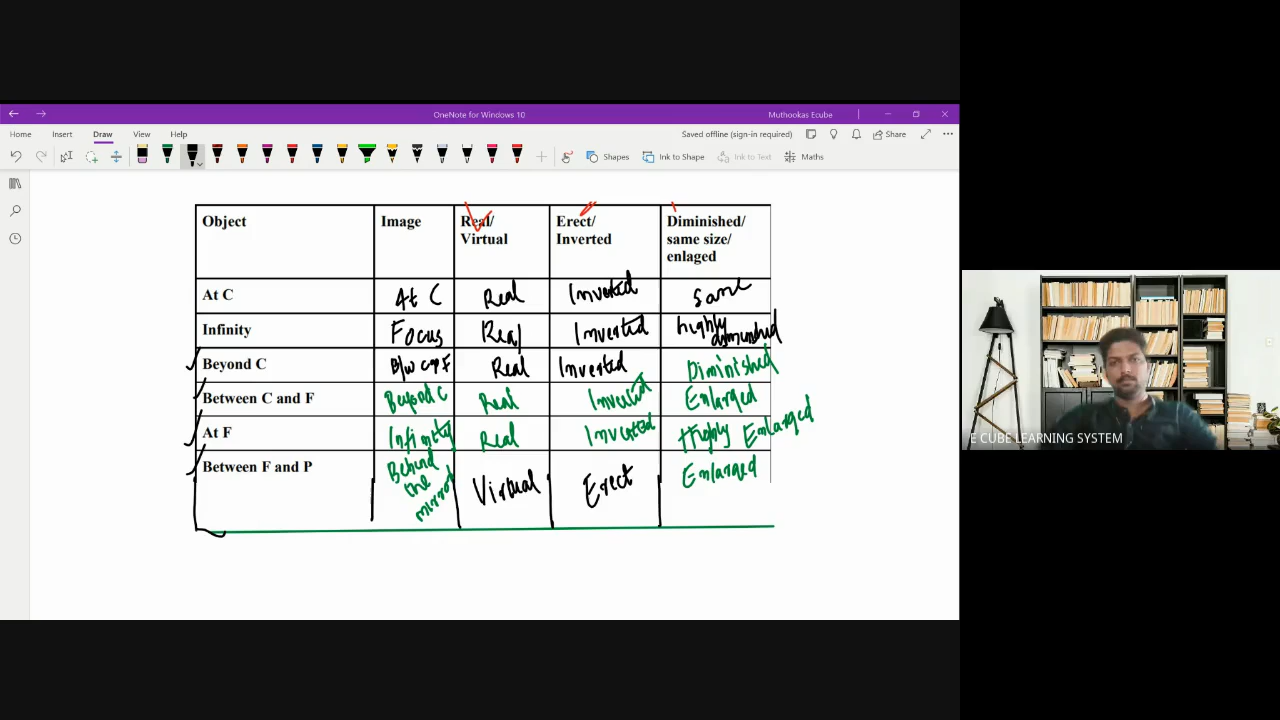 OneNote for Windows 10
Muthookas Ecube
Home Insert Draw View Help
Saved offline (sign-in required)
Share
Shapes
Ink to Shape
Ink to Text
Maths
Object Image Real/ Erect/ Diminished/
Virtual Inverted same size/
enlaged
At C At C Real Inverted same
Infinity Focus Real Inverted highly diminished
Beyond C B/w C & F Real Inverted Diminished
Between C and F Beyond C Real Inverted Enlarged
At F Infinity Real Inverted Highly Enlarged
Between F and P Behind the mirror Virtual Erect Enlarged
E CUBE LEARNING SYSTEM